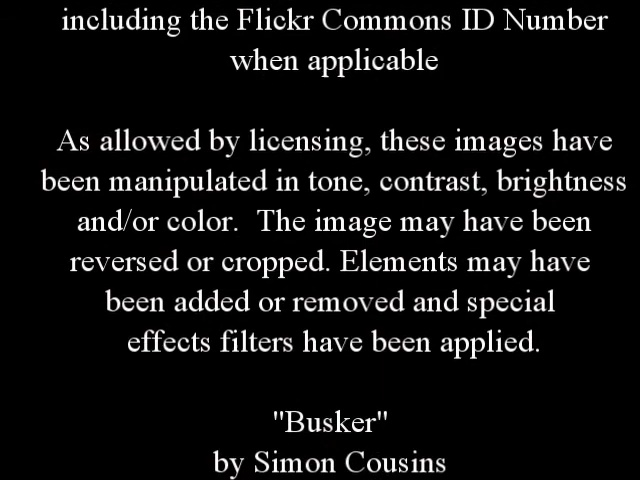 including the Flickr Commons ID Number
when applicable
As allowed by licensing, these images have
been manipulated in tone, contrast, brightness
and/or color.  The image may have been
reversed or cropped. Elements may have
been added or removed and special
effects filters have been applied.
"Busker"
by Simon Cousins